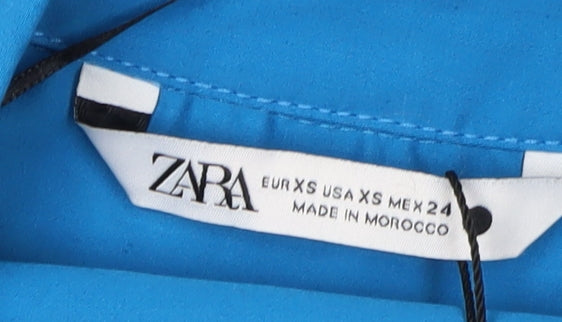 ZARA
EUR XS USA XS MEX 24
MADE IN MOROCCO